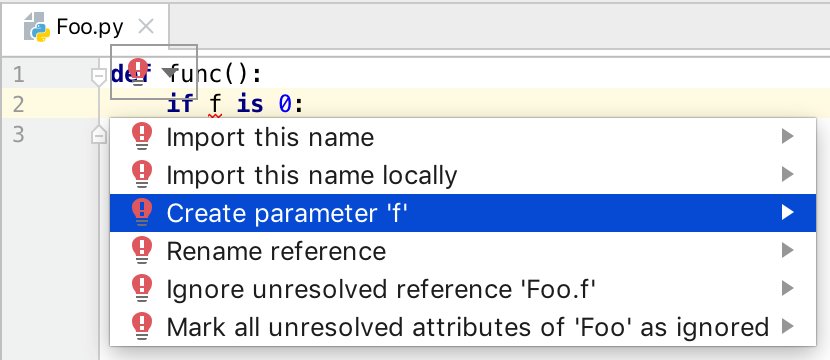 Foo.py
1 def func():
2 if f is 0:
3
Import this name
Import this name locally
Create parameter 'f'
Rename reference
Ignore unresolved reference 'Foo.f'
Mark all unresolved attributes of 'Foo' as ignored